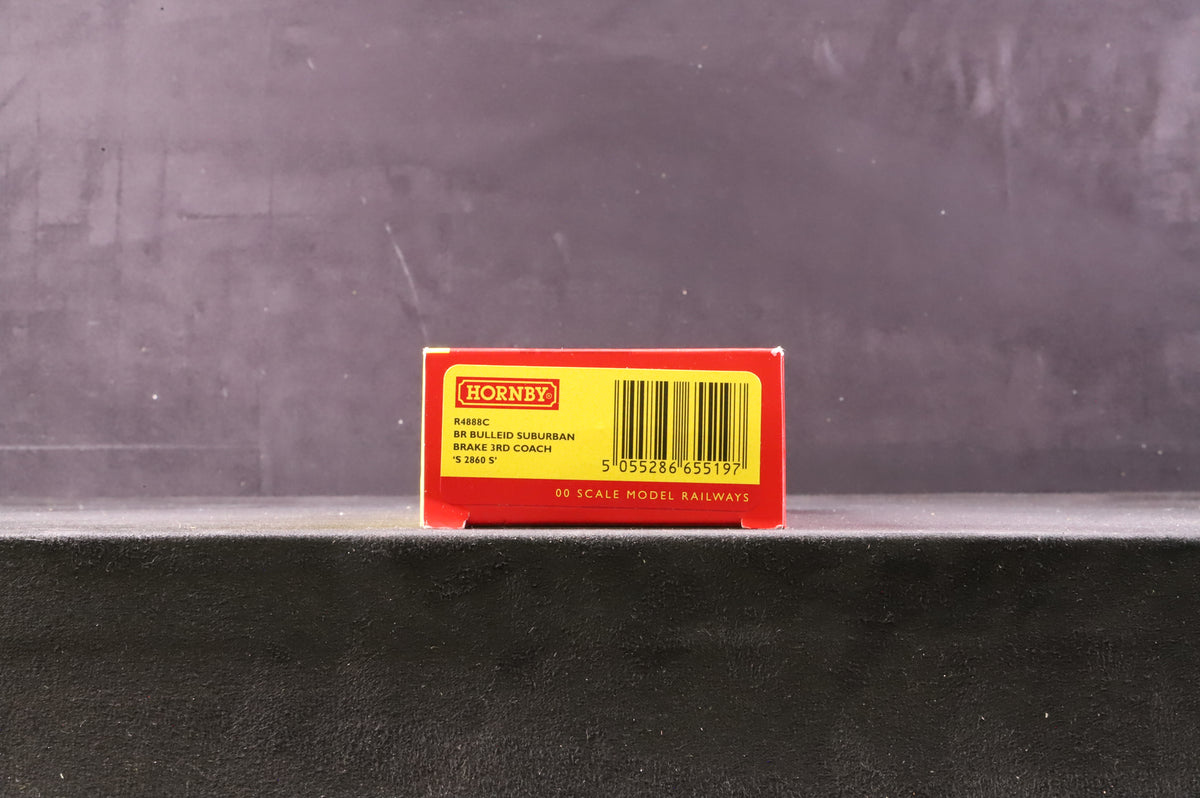 HORNBY®
R4888C
BR BULLEID SUBURBAN
BRAKE 3RD COACH
'S 2860 S'
5 055286 655197
00 SCALE MODEL RAILWAYS